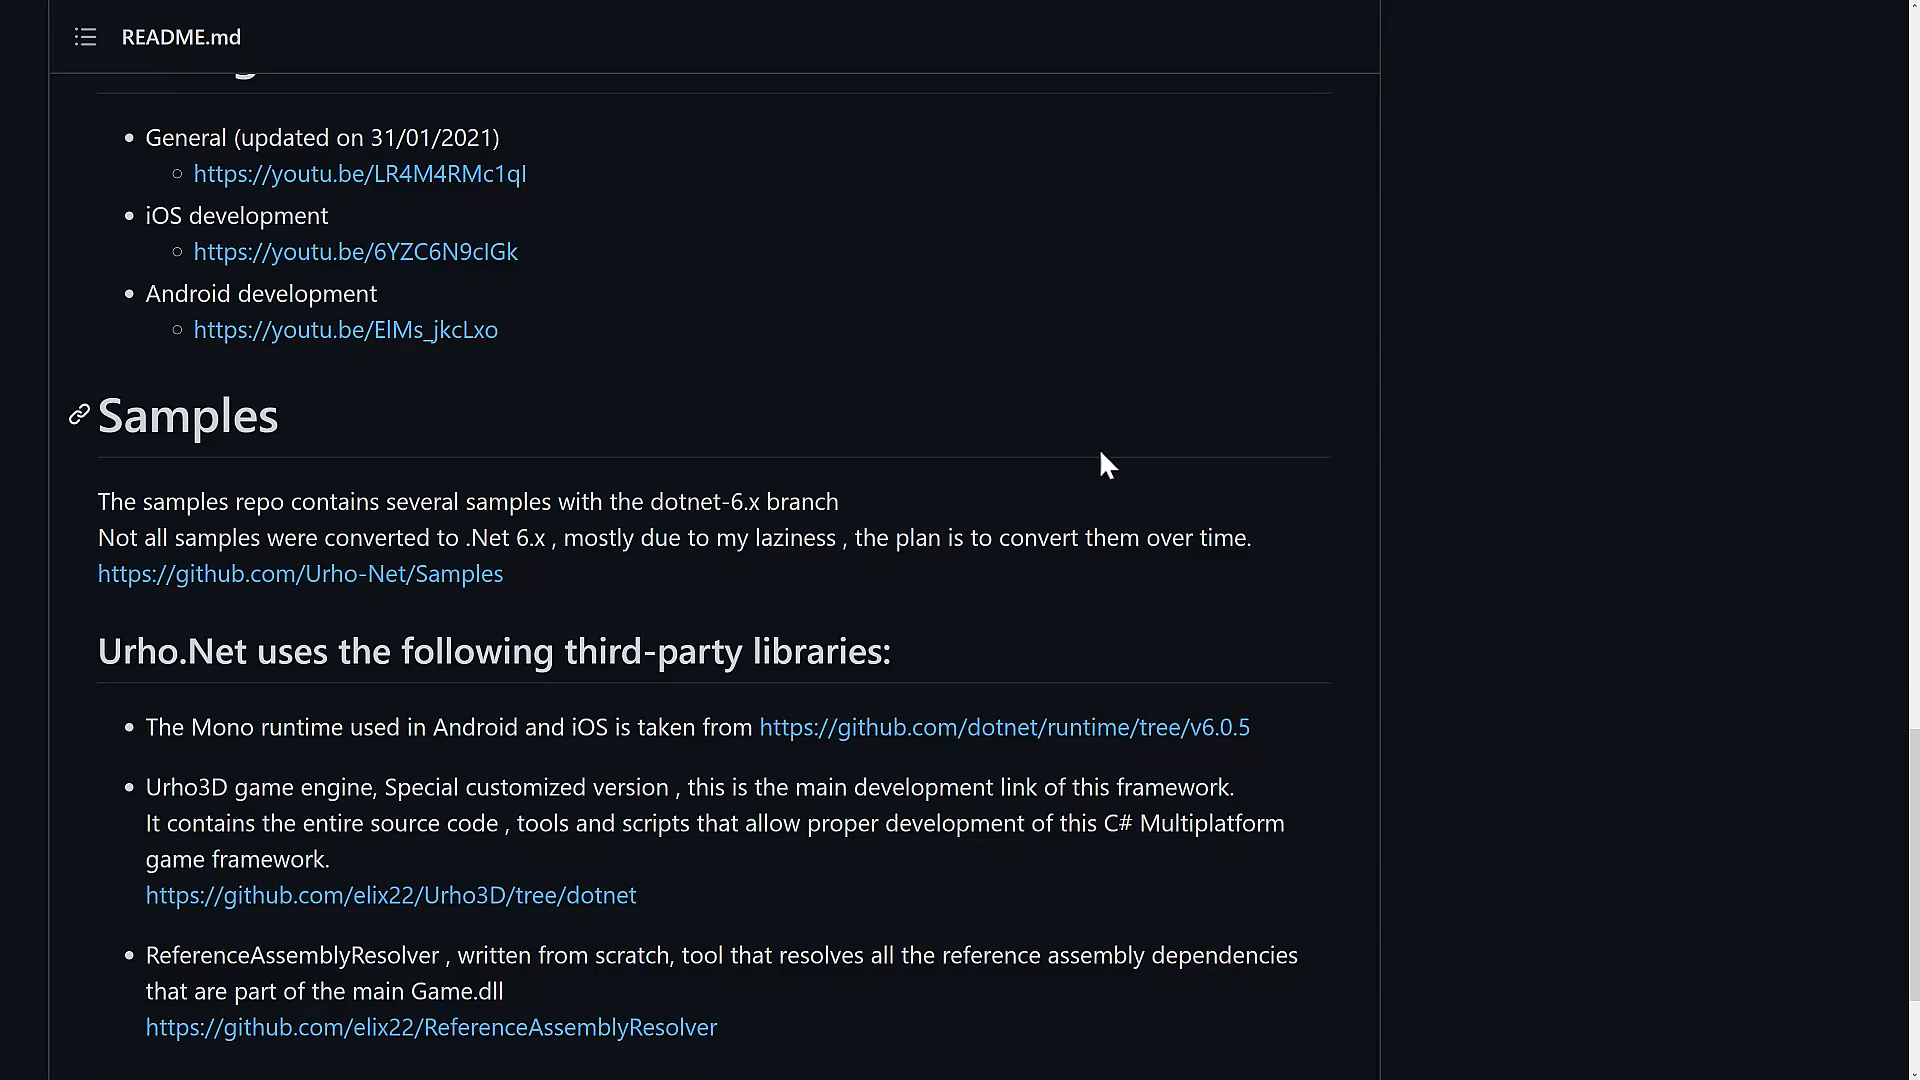 README.md
General (updated on 31/01/2021)
https://youtu.be/LR4M4RMc1qI
iOS development
https://youtu.be/6YZC6N9cIGk
Android development
https://youtu.be/ElMs_jkcLxo
Samples
The samples repo contains several samples with the dotnet-6.x branch
Not all samples were converted to .Net 6.x , mostly due to my laziness , the plan is to convert them over time.
https://github.com/Urho-Net/Samples
Urho.Net uses the following third-party libraries:
The Mono runtime used in Android and iOS is taken from https://github.com/dotnet/runtime/tree/v6.0.5
Urho3D game engine, Special customized version , this is the main development link of this framework.
It contains the entire source code , tools and scripts that allow proper development of this C# Multiplatform
game framework.
https://github.com/elix22/Urho3D/tree/dotnet
ReferenceAssemblyResolver , written from scratch, tool that resolves all the reference assembly dependencies
that are part of the main Game.dll
https://github.com/elix22/ReferenceAssemblyResolver